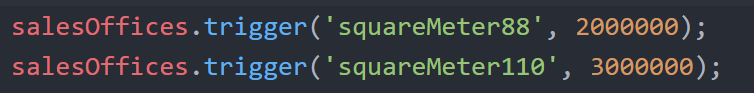 salesOffices.trigger('squareMeter88', 2000000);
salesOffices.trigger('squareMeter110', 3000000);